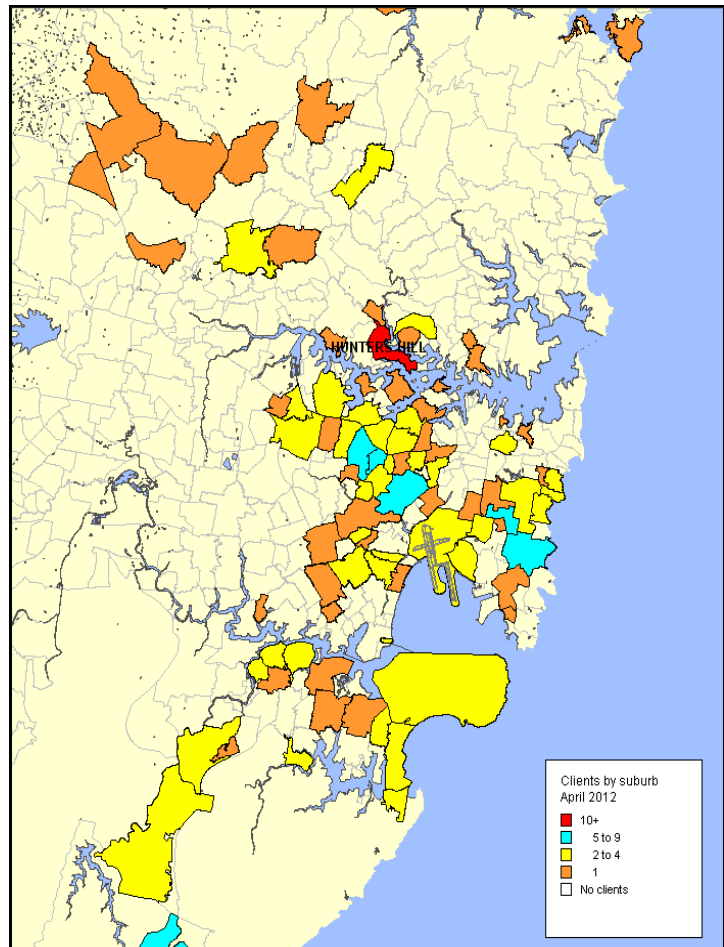 HUNTERS HILL
Clients by suburb
April 2012
10+
5 to 9
2 to 4
1
No clients